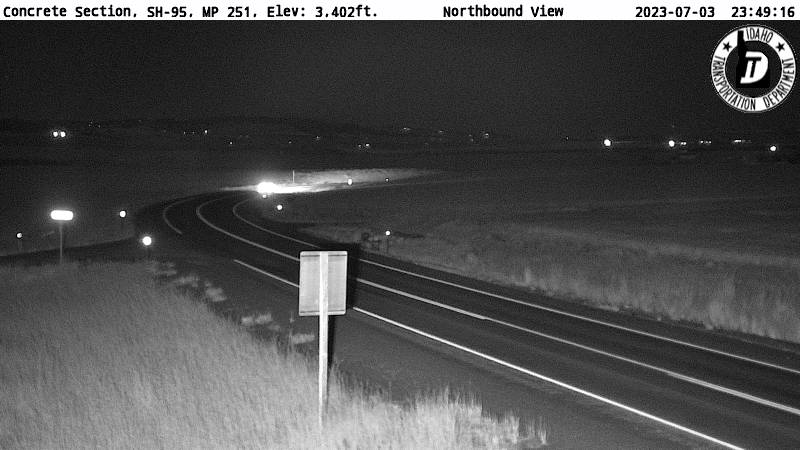 Concrete Section, SH-95, MP 251, Elev: 3,402ft. Northbound View 2023-07-03 23:49:16
IDAHO
TRANSPORTATION DEPARTMENT